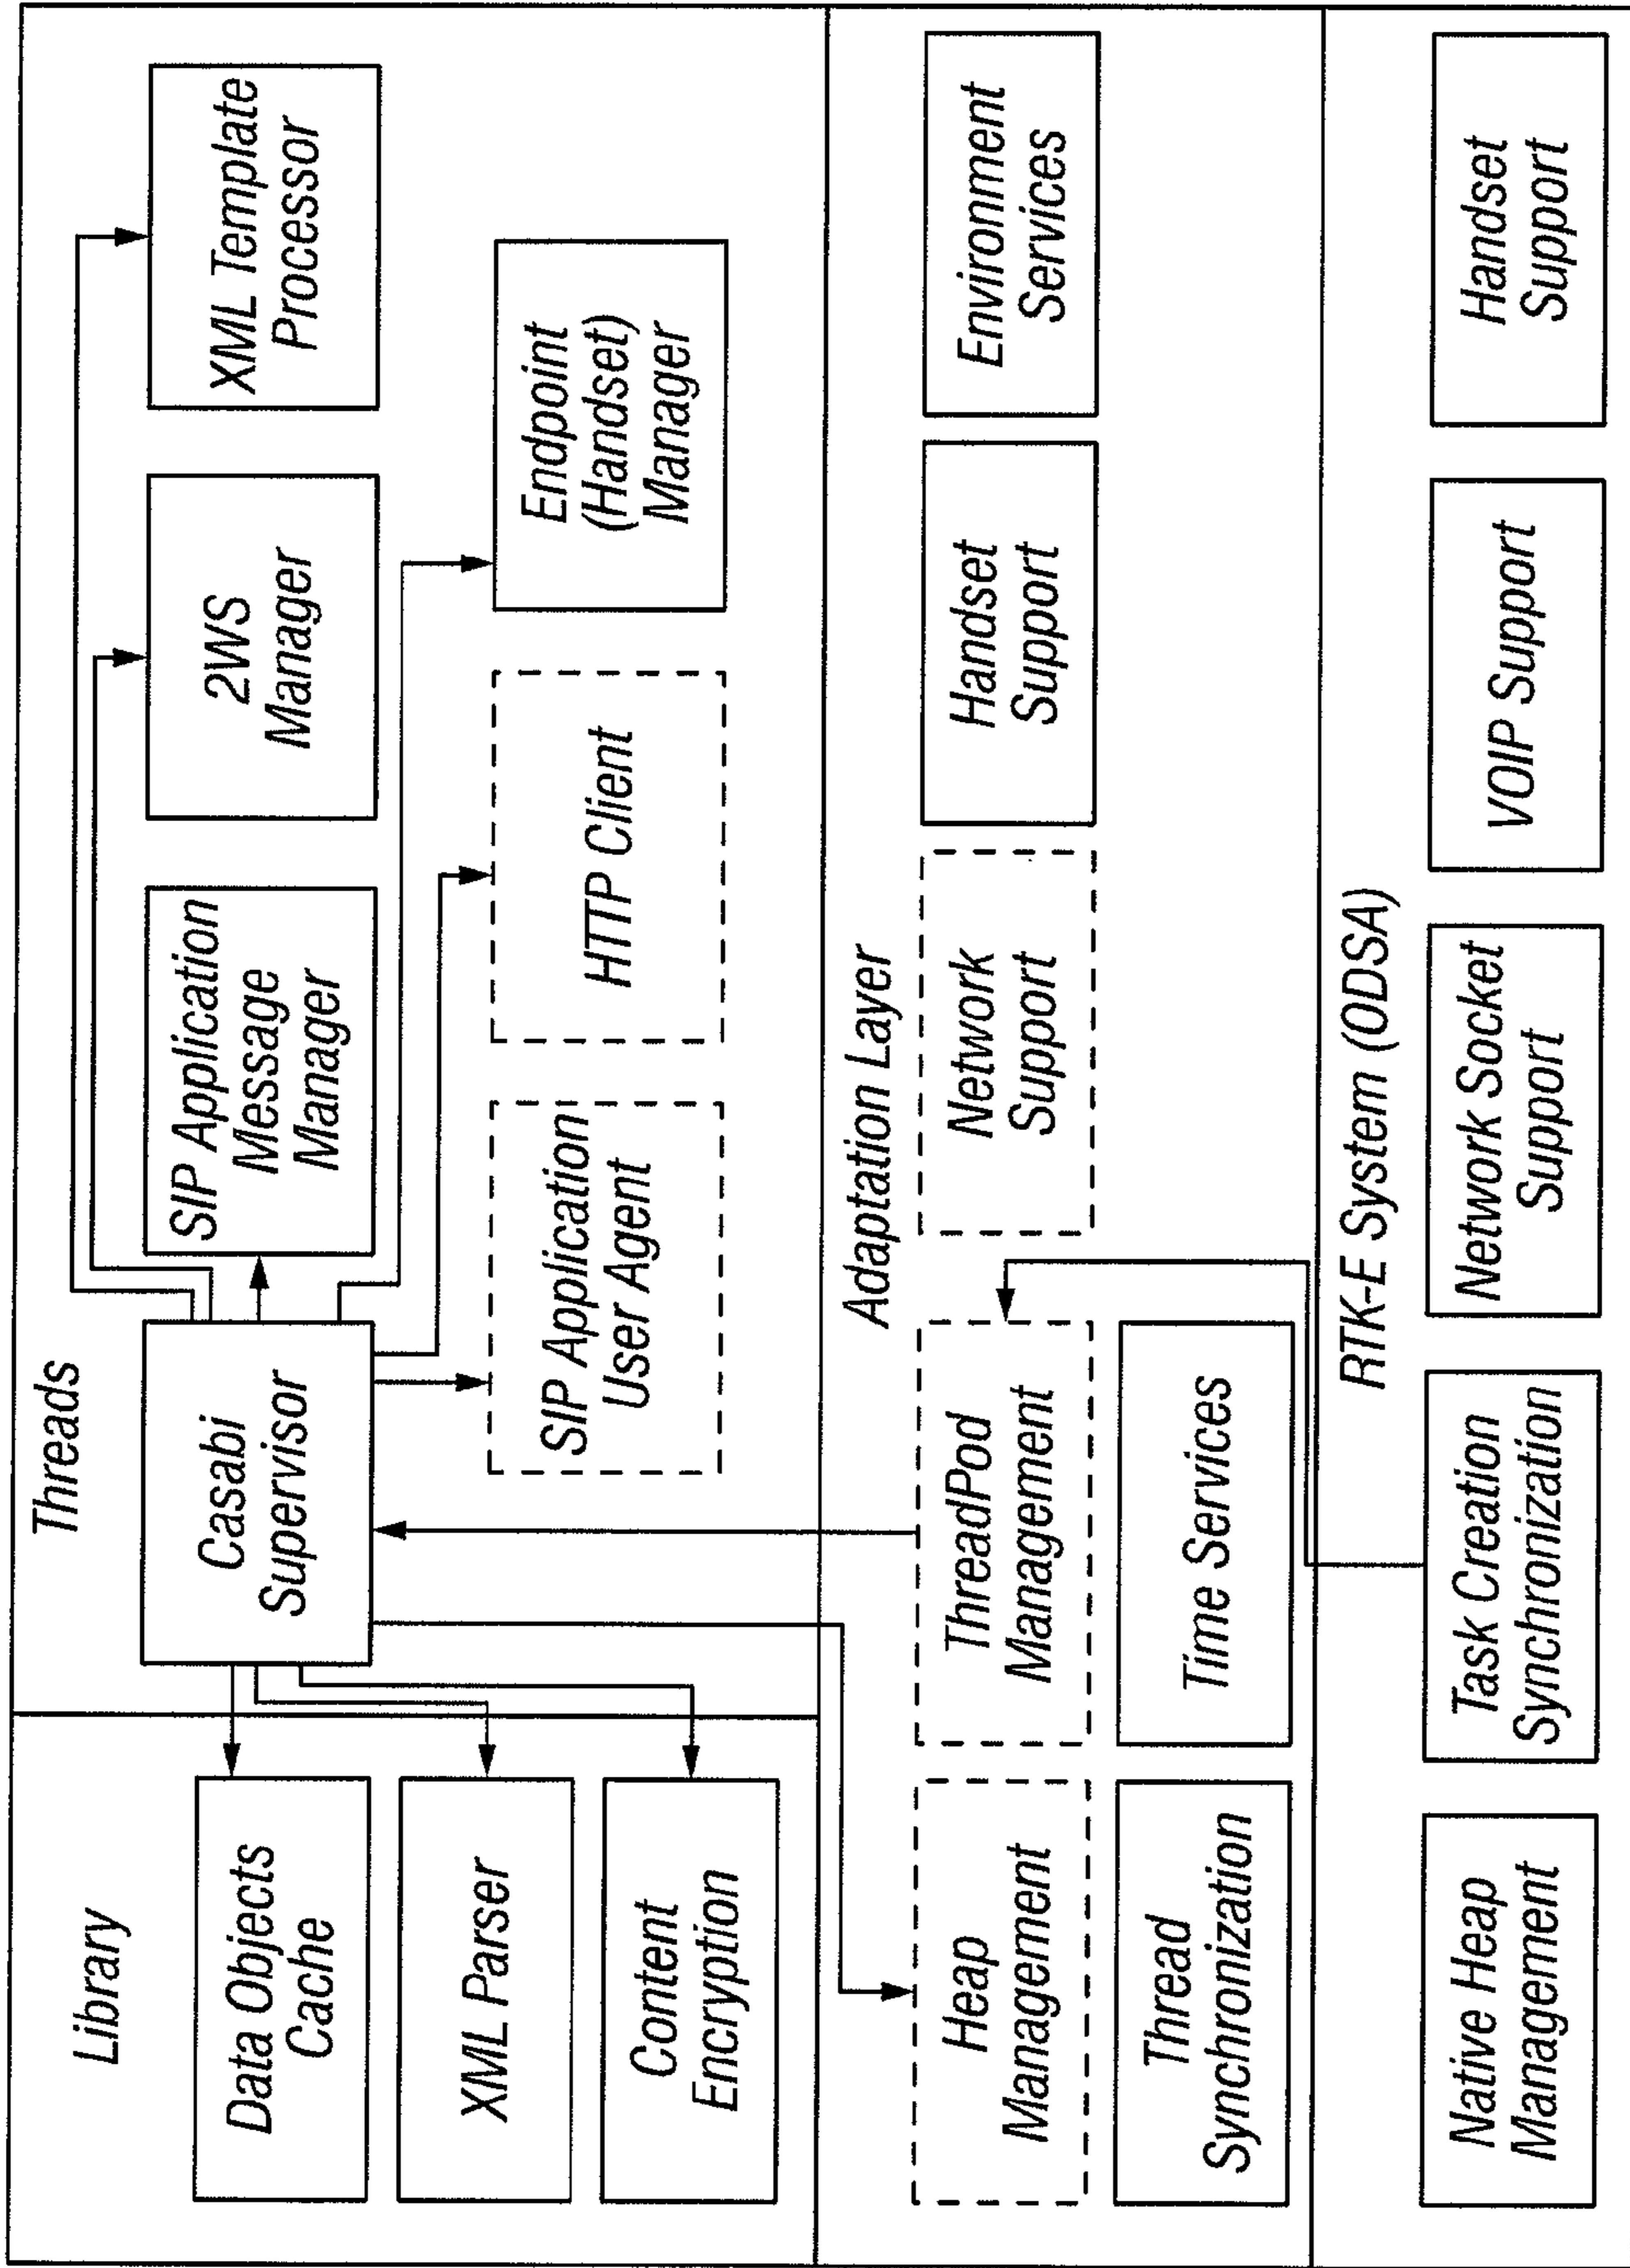 Library
Data Objects
Cache
XML Parser
Content
Encryption
Threads
Casabi
Supervisor
SIP Application
Message
Manager
2WS
Manager
XML Template
Processor
SIP Application
User Agent
HTTP Client
Endpoint
(Handset)
Manager
Adaptation Layer
Heap
Management
ThreadPod
Management
Network
Support
Handset
Support
Environment
Services
Thread
Synchronization
Time Services
RTK-E System (ODSA)
Native Heap
Management
Task Creation
Synchronization
Network Socket
Support
VOIP Support
Handset
Support